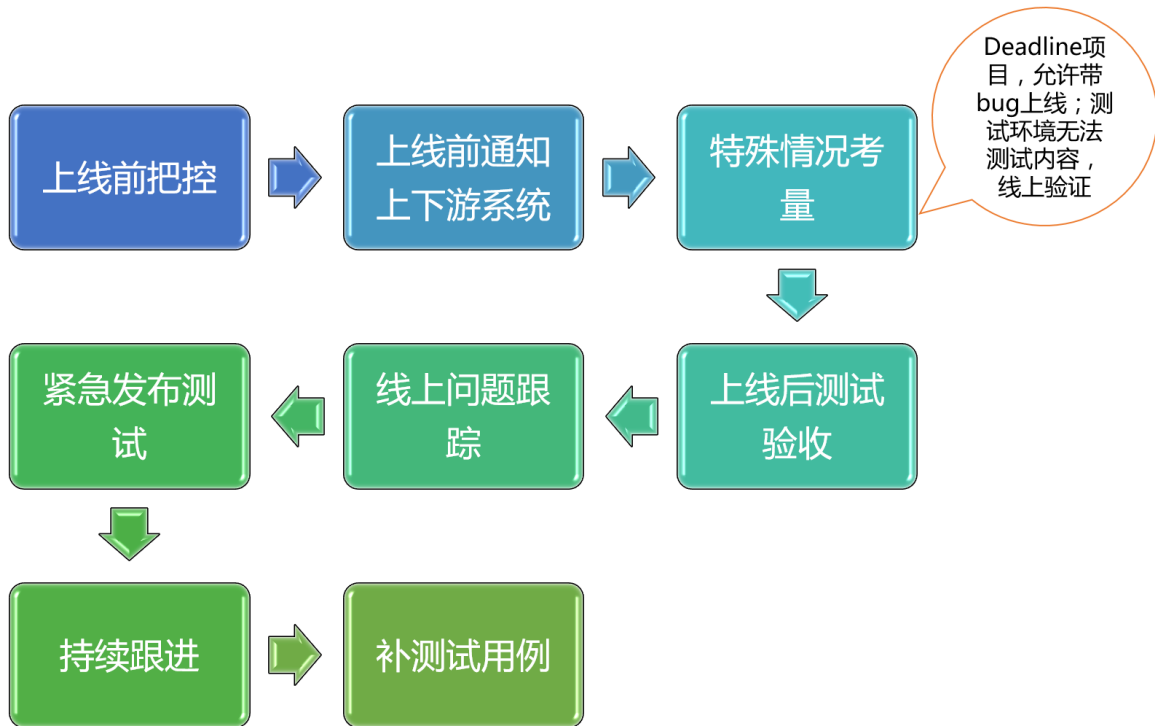 Deadline项
目，允许带
bug上线；测
试环境无法
测试内容，
线上验证
上线前把控
上线前通知
上下游系统
特殊情况考
量
上线后测试
验收
线上问题跟
踪
紧急发布测
试
持续跟进
补测试用例